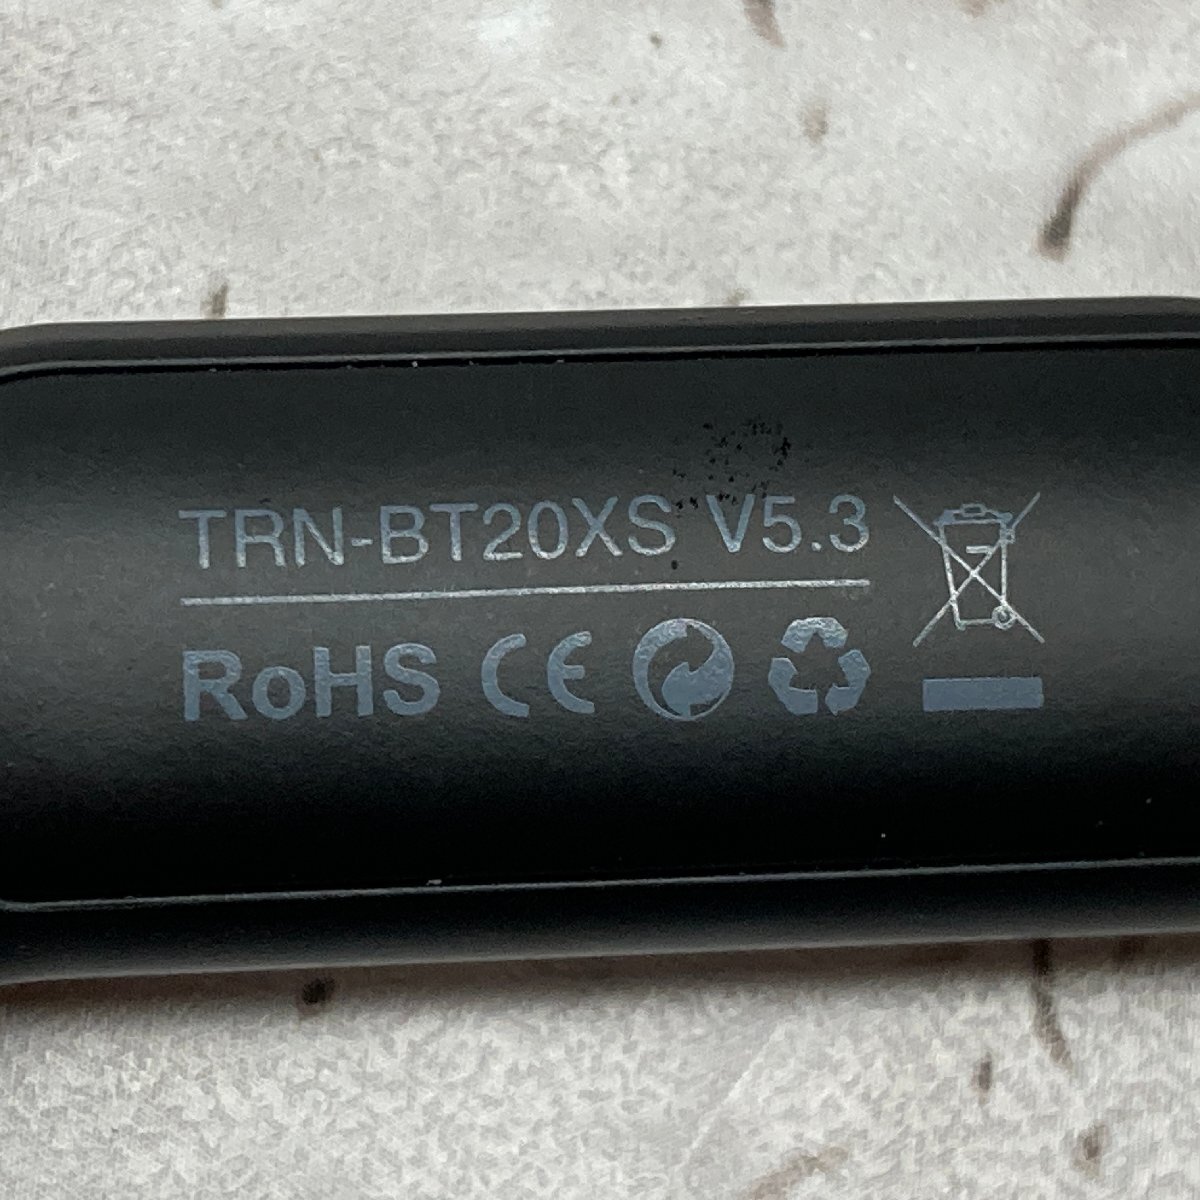 TRN-BT20XS V5.3
RoHS CE